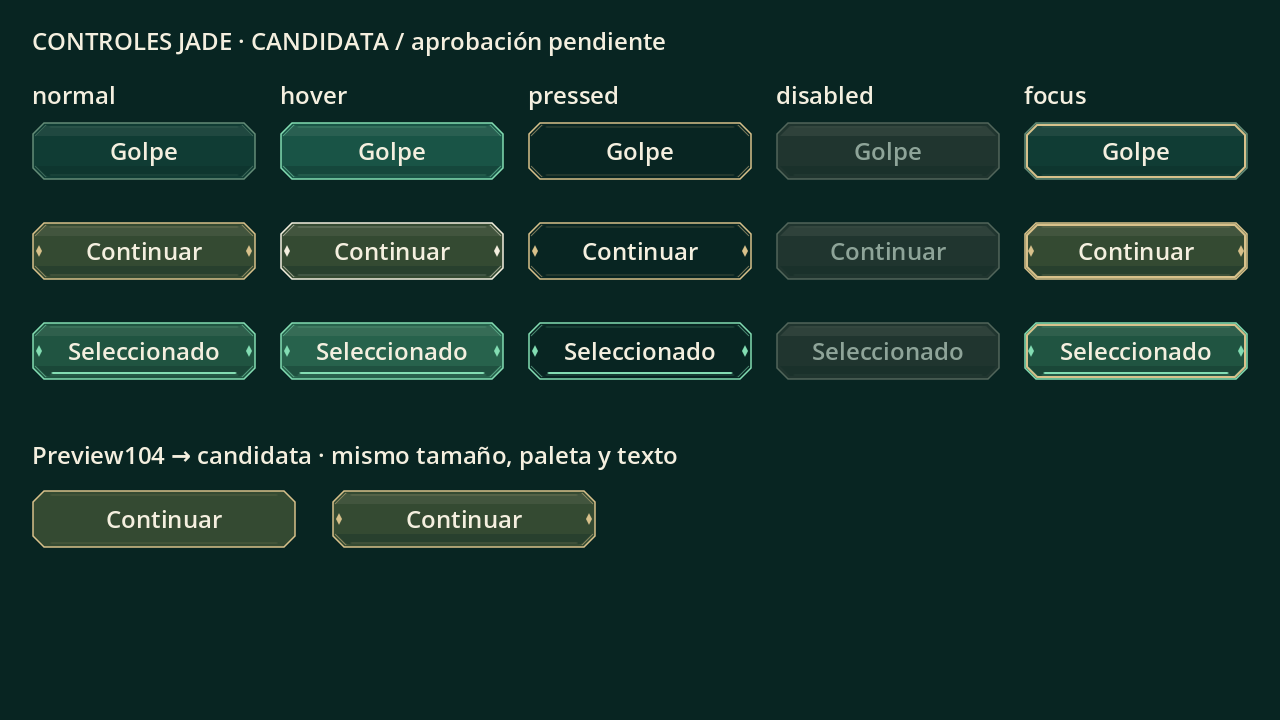 CONTROLES JADE · CANDIDATA / aprobación pendiente
normal hover pressed disabled focus
Golpe Golpe Golpe Golpe Golpe
Continuar Continuar Continuar Continuar Continuar
Seleccionado Seleccionado Seleccionado Seleccionado Seleccionado
Preview104 → candidata · mismo tamaño, paleta y texto
Continuar Continuar